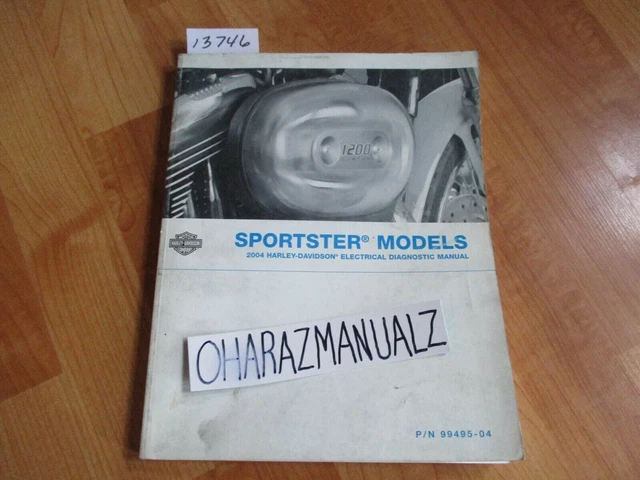 13746
1200
SPORTSTER® MODELS
2004 HARLEY-DAVIDSON® ELECTRICAL DIAGNOSTIC MANUAL
OHARAZMANUALZ
P/N 99495-04